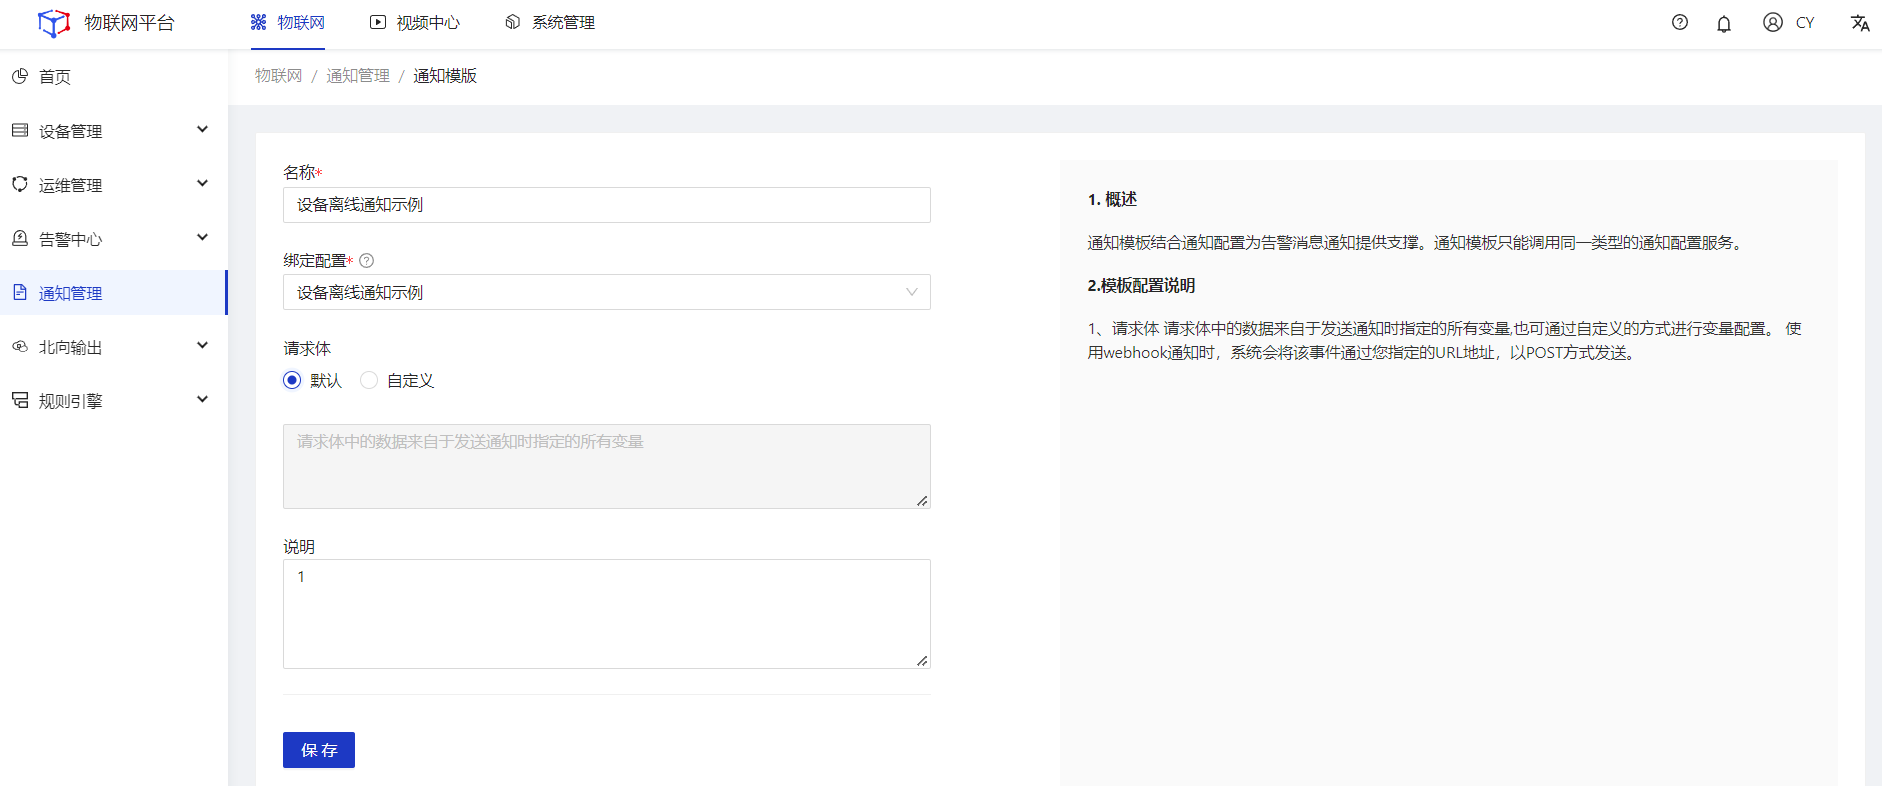 物联网平台
物联网
视频中心
系统管理
CY
首页
设备管理
运维管理
告警中心
通知管理
北向输出
规则引擎
物联网 / 通知管理 / 通知模版
名称*
设备离线通知示例
绑定配置*
设备离线通知示例
请求体
默认
自定义
请求体中的数据来自于发送通知时指定的所有变量
说明
1
保 存
1. 概述
通知模板结合通知配置为告警消息通知提供支撑。通知模板只能调用同一类型的通知配置服务。
2.模板配置说明
1、请求体 请求体中的数据来自于发送通知时指定的所有变量,也可通过自定义的方式进行变量配置。 使
用webhook通知时，系统会将该事件通过您指定的URL地址，以POST方式发送。